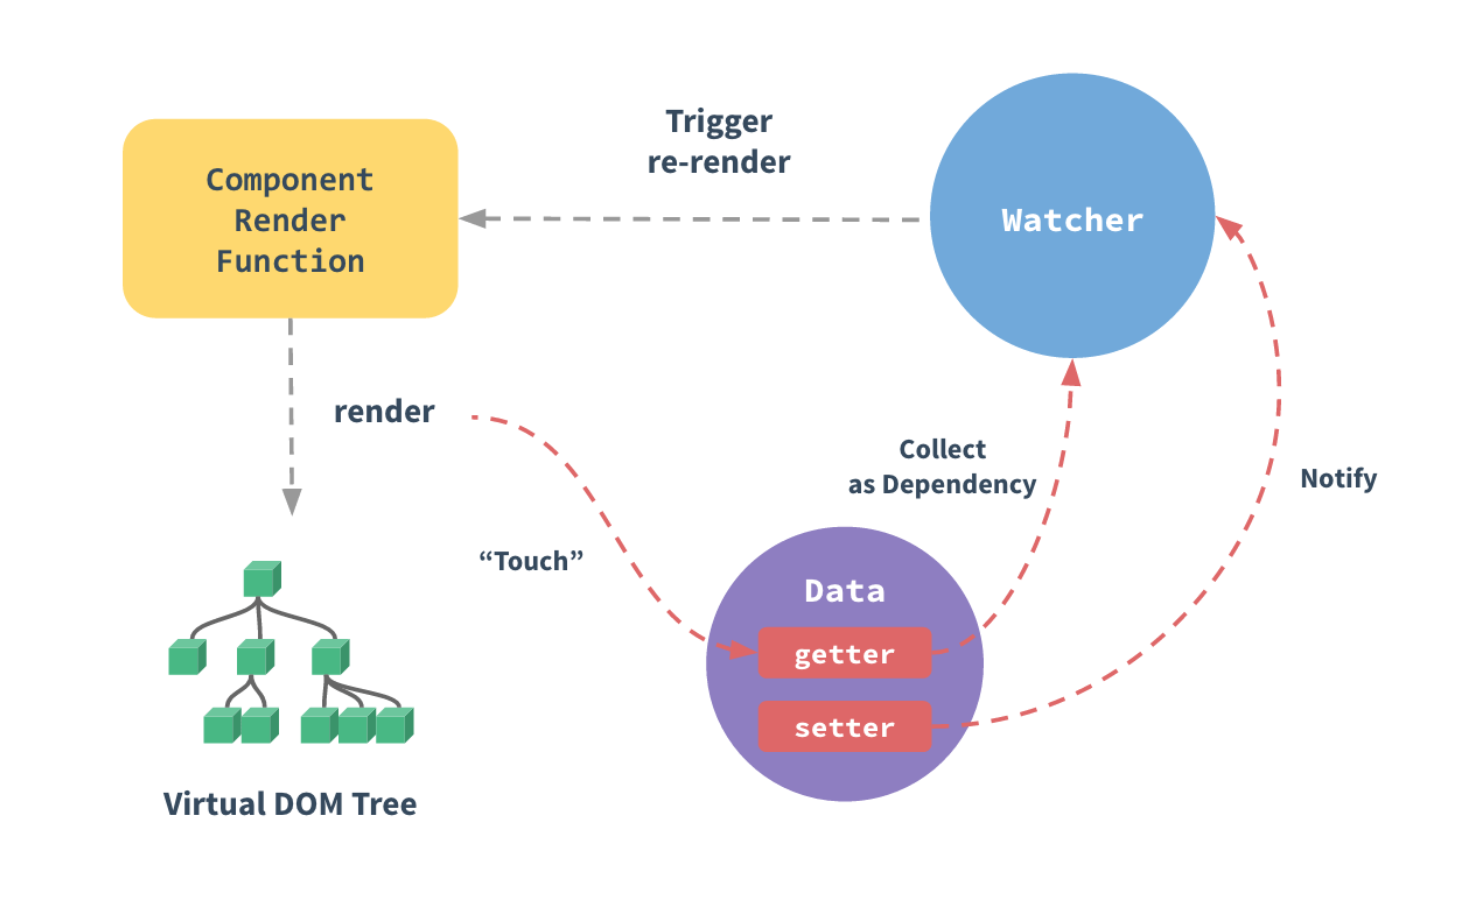 Trigger
re-render
Component
Render
Function
Watcher
render
Collect
as Dependency
Notify
“Touch”
Data
getter
setter
Virtual DOM Tree